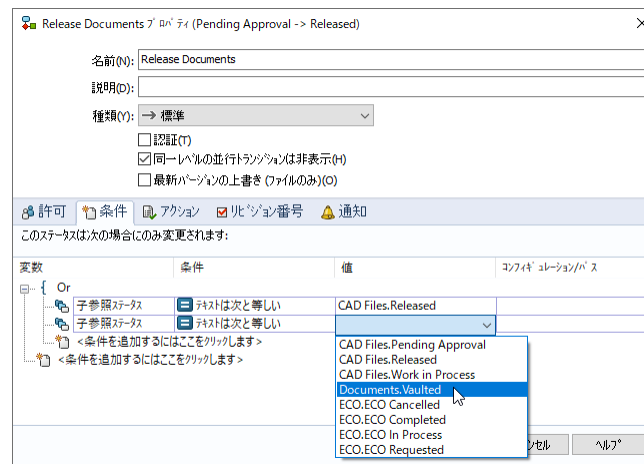 Release Documents プロパティ (Pending Approval -> Released)
名前(N): Release Documents
説明(D):
種類(Y): 標準
認証(T)
同一レベルの並行トランジションは非表示(H)
最新バージョンの上書き (ファイルのみ)(O)
許可 条件 アクション リビジョン番号 通知
このステータスは次の場合にのみ変更されます:
変数 条件 値 コンフィギュレーション/パス
Or
子参照ステータス テキストは次と等しい CAD Files.Released
子参照ステータス テキストは次と等しい
<条件を追加するにはここをクリックします>
<条件を追加するにはここをクリックします>
CAD Files.Pending Approval
CAD Files.Released
CAD Files.Work in Process
Documents.Vaulted
ECO.ECO Cancelled
ECO.ECO Completed
ECO.ECO In Process
ECO.ECO Requested
ンセル ヘルプ